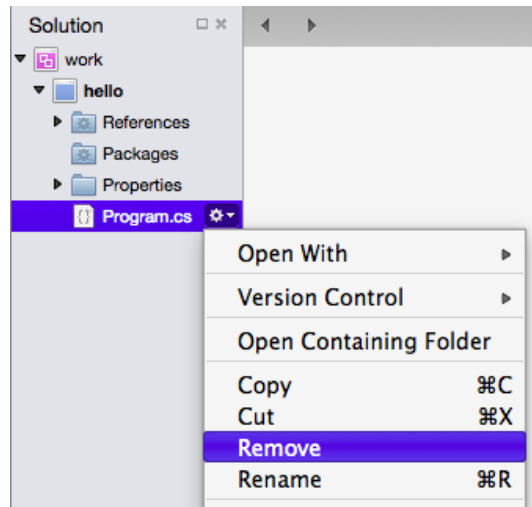 Solution
work
hello
References
Packages
Properties
Program.cs
Open With
Version Control
Open Containing Folder
Copy ⌘C
Cut ⌘X
Remove
Rename ⌘R